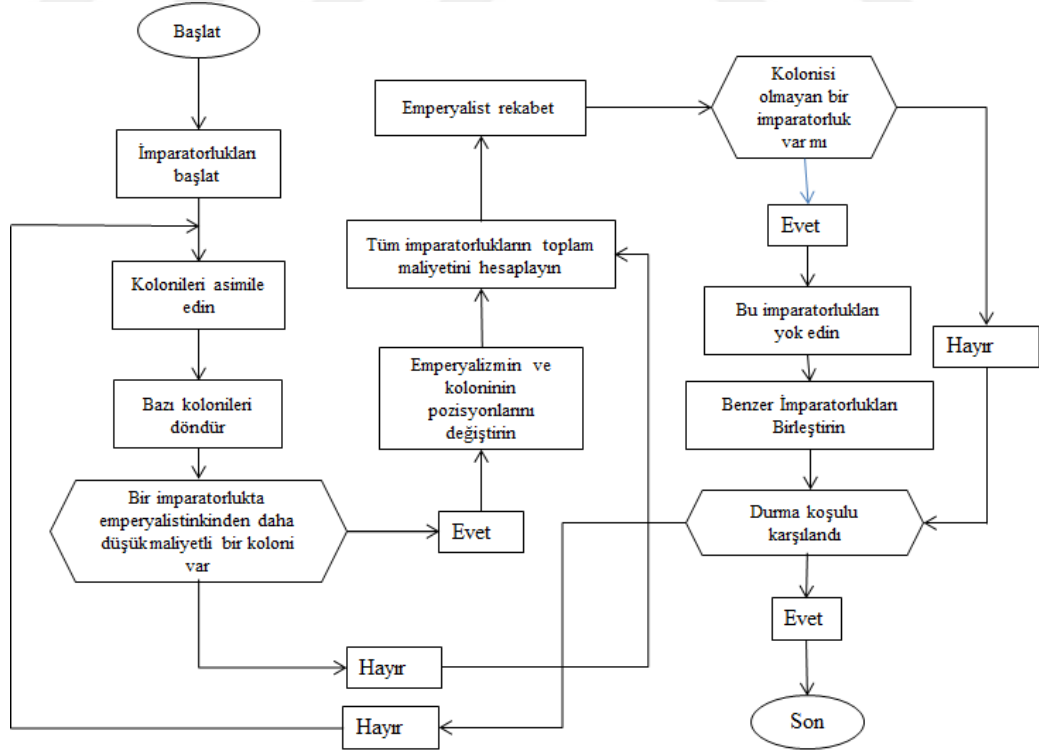 Başlat
İmparatorlukları
başlat
Kolonileri asimile
edin
Bazı kolonileri
döndür
Bir imparatorlukta
emperyalistinkinden daha
düşük maliyetli bir koloni
var
Evet
Hayır
Emperyalizmin ve
koloninin
pozisyonlarını
değiştirin
Tüm imparatorlukların toplam
maliyetini hesaplayın
Emperyalist rekabet
Kolonisi
olmayan bir
imparatorluk
var mı
Evet
Hayır
Bu imparatorlukları
yok edin
Benzer İmparatorlukları
Birleştirin
Durma koşulu
karşılandı
Hayır
Evet
Son